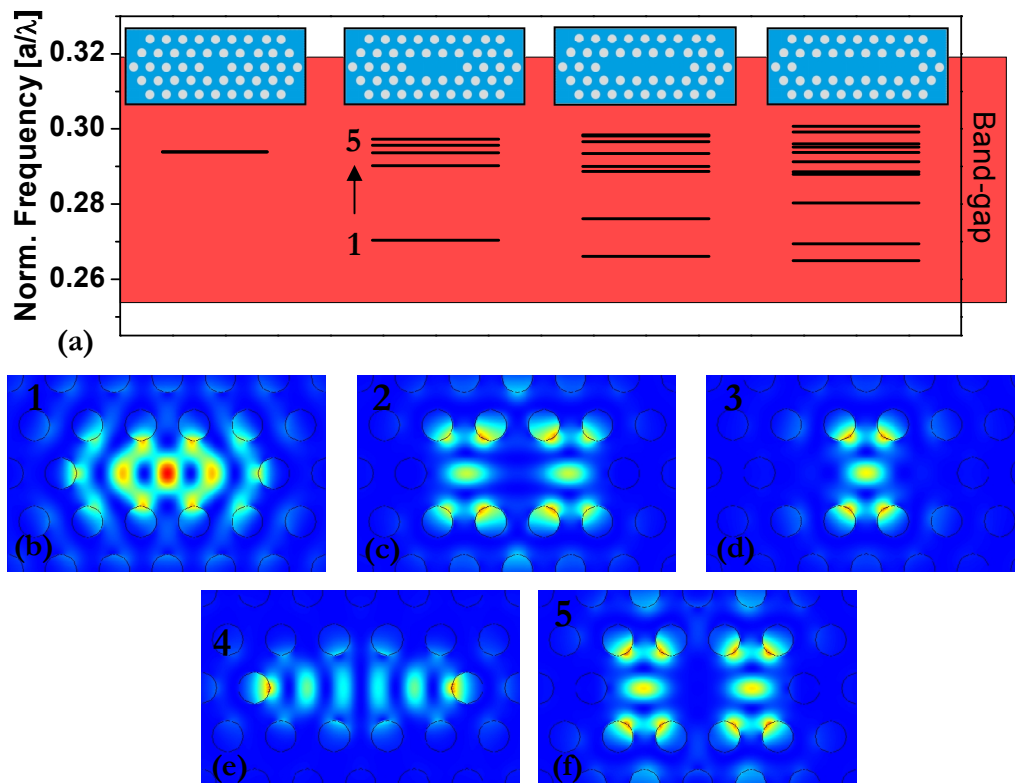 Norm. Frequency [a/λ]
0.32
0.30
0.28
0.26
5
1
Band-gap
(a)
1
(b)
2
(c)
3
(d)
4
(e)
5
(f)